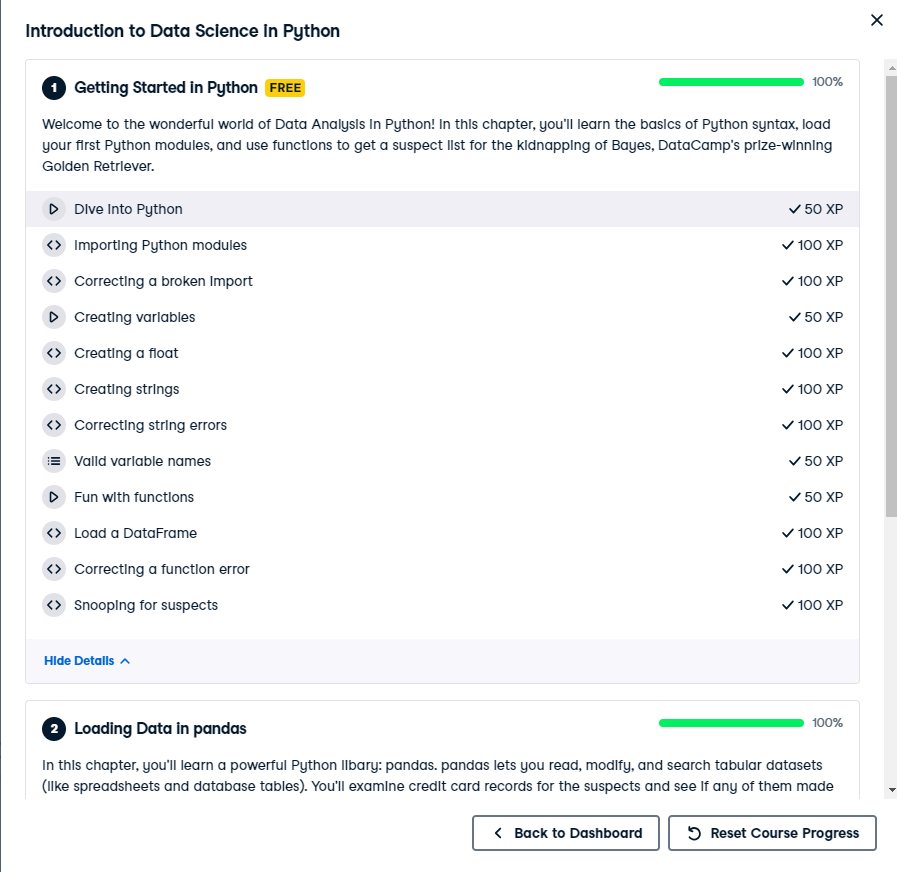 Introduction to Data Science in Python
1 Getting Started in Python FREE 100%
Welcome to the wonderful world of Data Analysis in Python! In this chapter, you'll learn the basics of Python syntax, load
your first Python modules, and use functions to get a suspect list for the kidnapping of Bayes, DataCamp's prize-winning
Golden Retriever.
Dive into Python 50 XP
Importing Python modules 100 XP
Correcting a broken import 100 XP
Creating variables 50 XP
Creating a float 100 XP
Creating strings 100 XP
Correcting string errors 100 XP
Valid variable names 50 XP
Fun with functions 50 XP
Load a DataFrame 100 XP
Correcting a function error 100 XP
Snooping for suspects 100 XP
Hide Details
2 Loading Data in pandas 100%
In this chapter, you'll learn a powerful Python libary: pandas. pandas lets you read, modify, and search tabular datasets
(like spreadsheets and database tables). You'll examine credit card records for the suspects and see if any of them made
Back to Dashboard Reset Course Progress